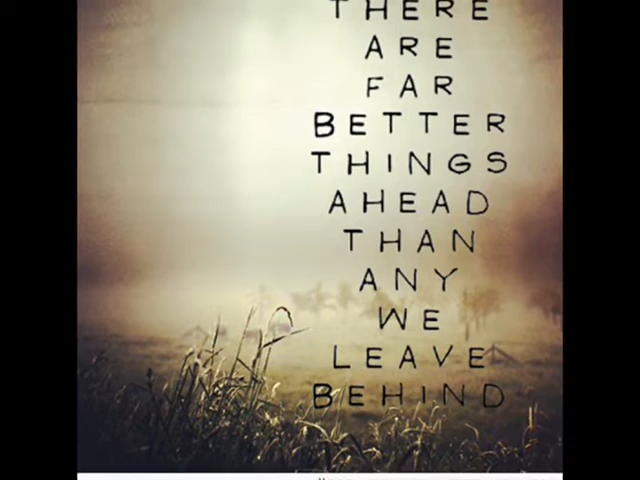 THERE
ARE
FAR
BETTER
THINGS
AHEAD
THAN
ANY
WE
LEAVE
BEHIND